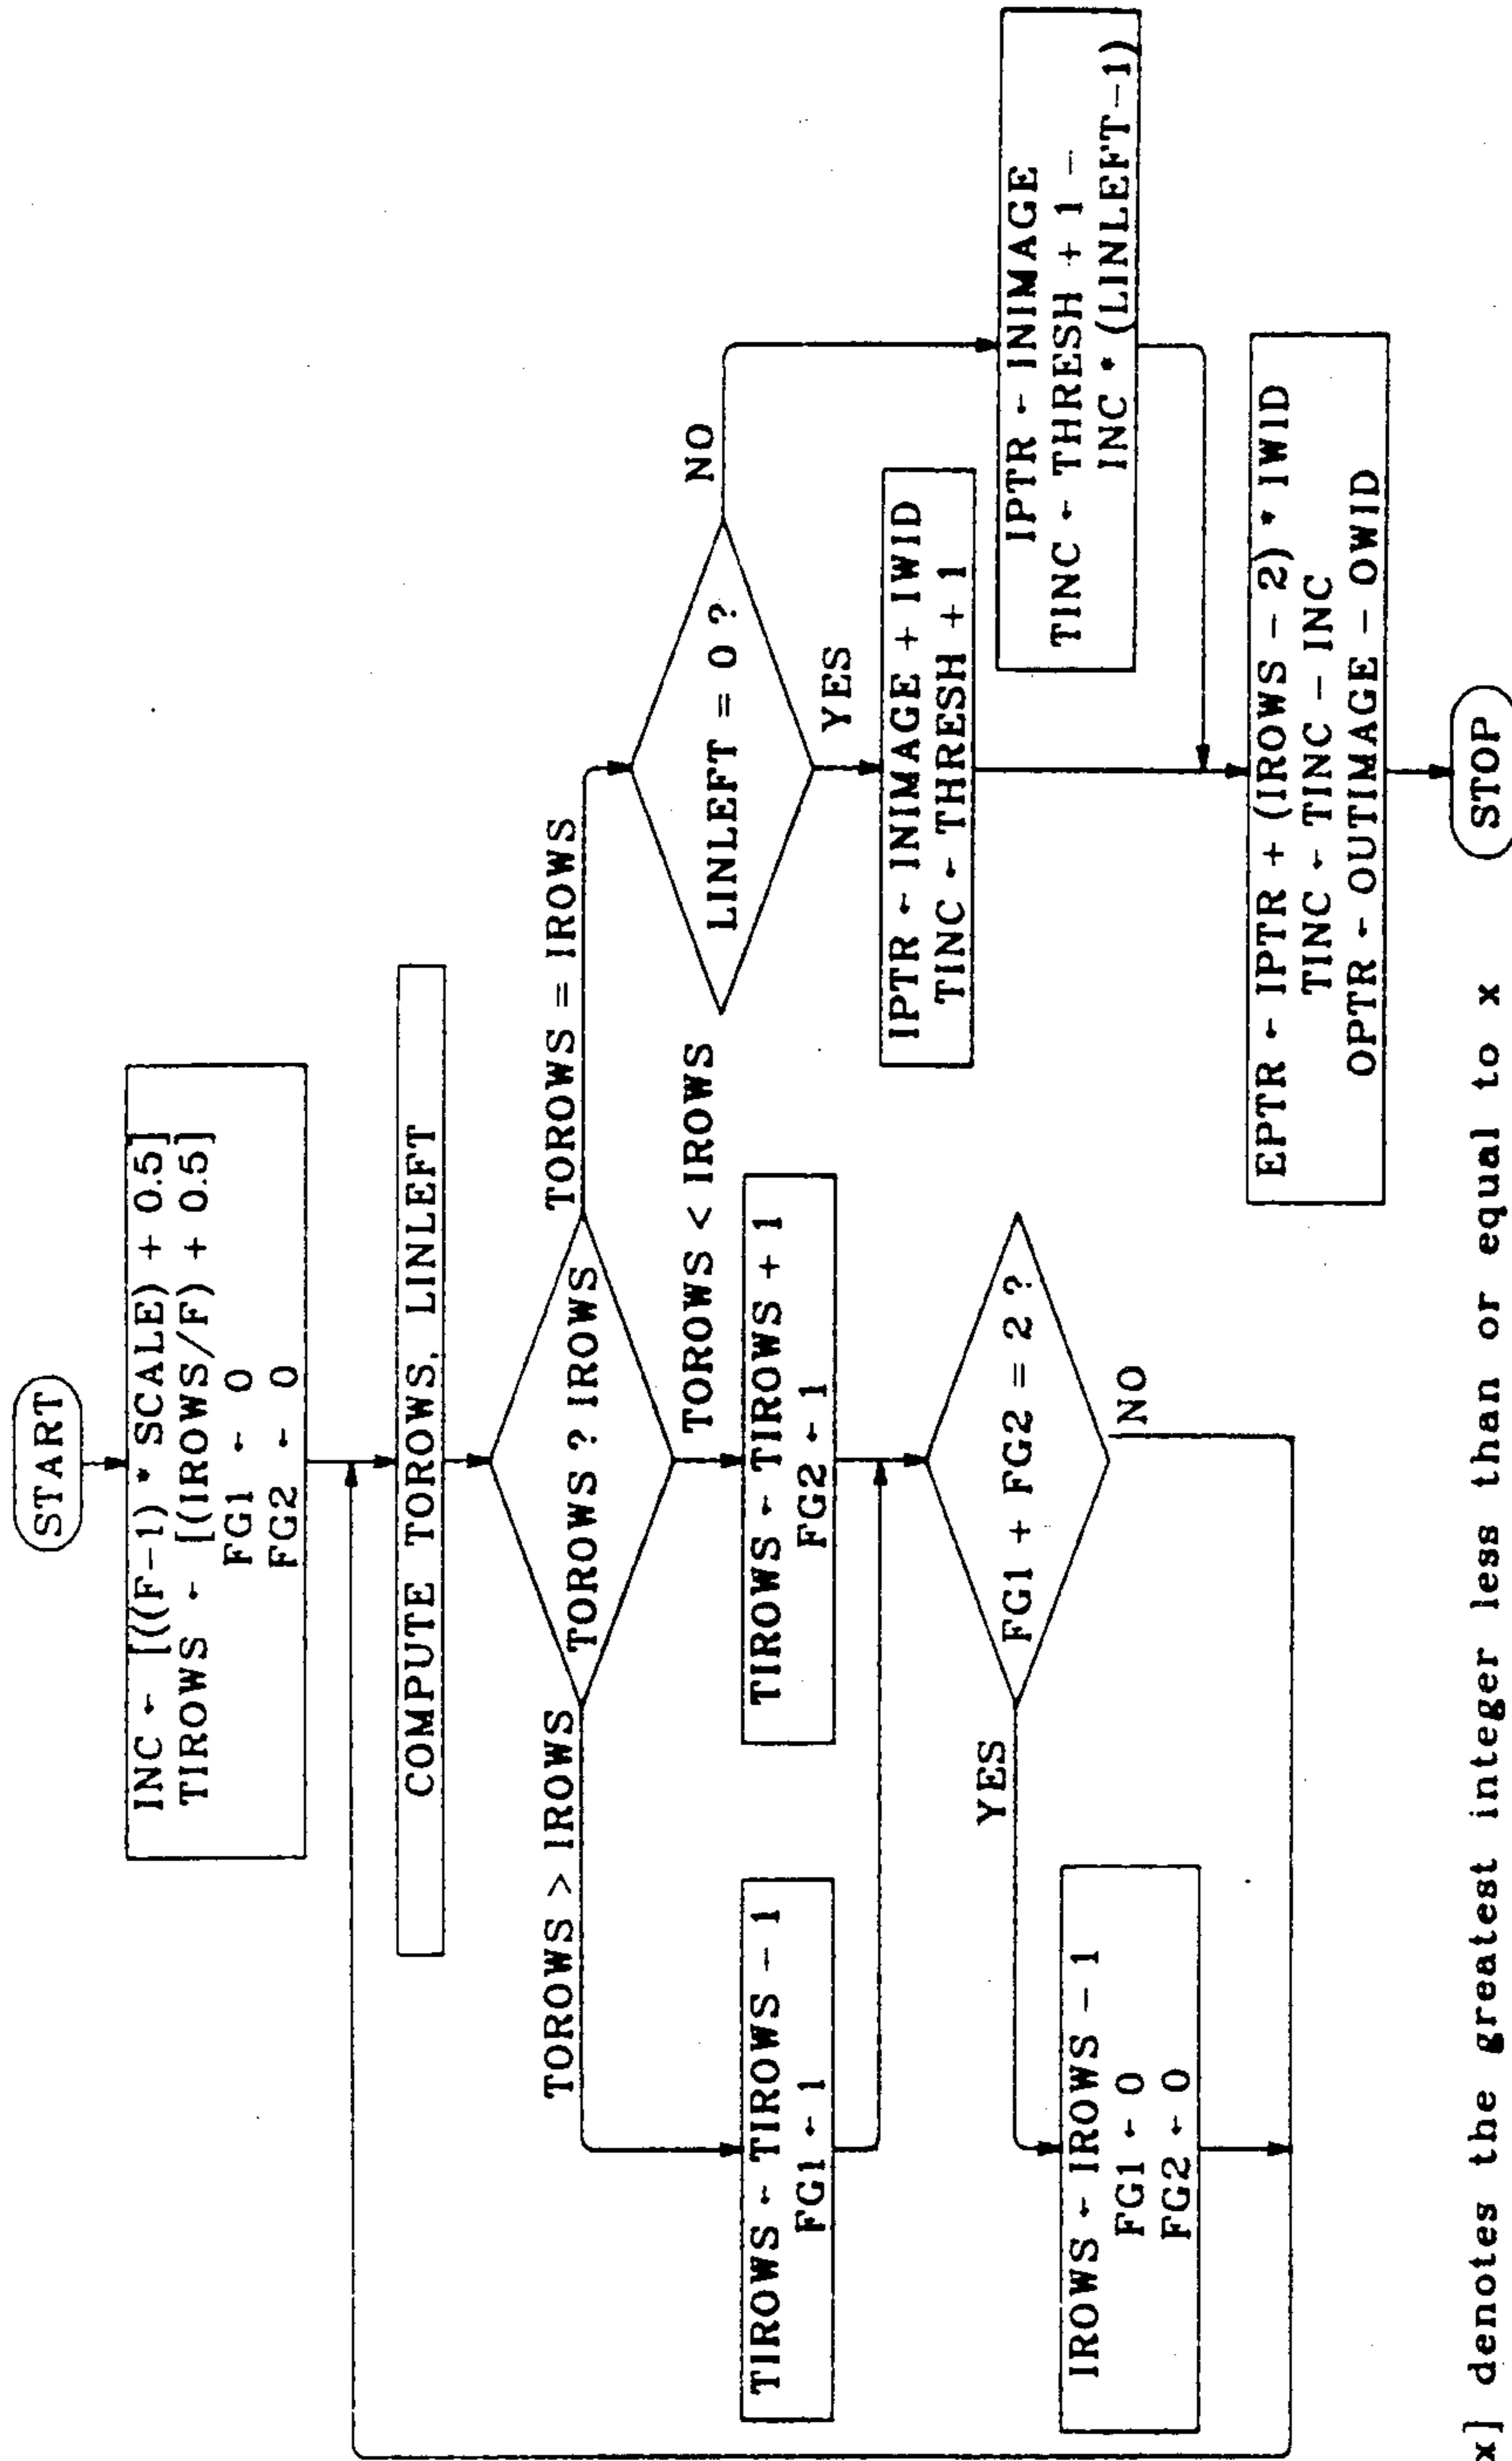 START
INC ← [((F-1) * SCALE) + 0.5]
TIROWS ← [(IROWS/F) + 0.5]
FG1 ← 0
FG2 ← 0
COMPUTE TOROWS, LINLEFT
TOROWS ? IROWS
TOROWS > IROWS
TOROWS < IROWS
TOROWS = IROWS
TIROWS ← TIROWS - 1
FG1 ← 1
TIROWS ← TIROWS + 1
FG2 ← 1
FG1 + FG2 = 2 ?
YES
NO
IROWS ← IROWS - 1
FG1 ← 0
FG2 ← 0
LINLEFT = 0 ?
YES
NO
IPTR ← INIMAGE + IWID
TINC ← THRESH + 1
IPTR ← INIMAGE
TINC ← THRESH + 1 -
INC * (LINLEFT-1)
EPTR ← IPTR + (IROWS - 2) * IWID
TINC ← TINC - INC
OPTR ← OUTIMAGE - OWID
STOP
x] denotes the greatest integer less than or equal to x